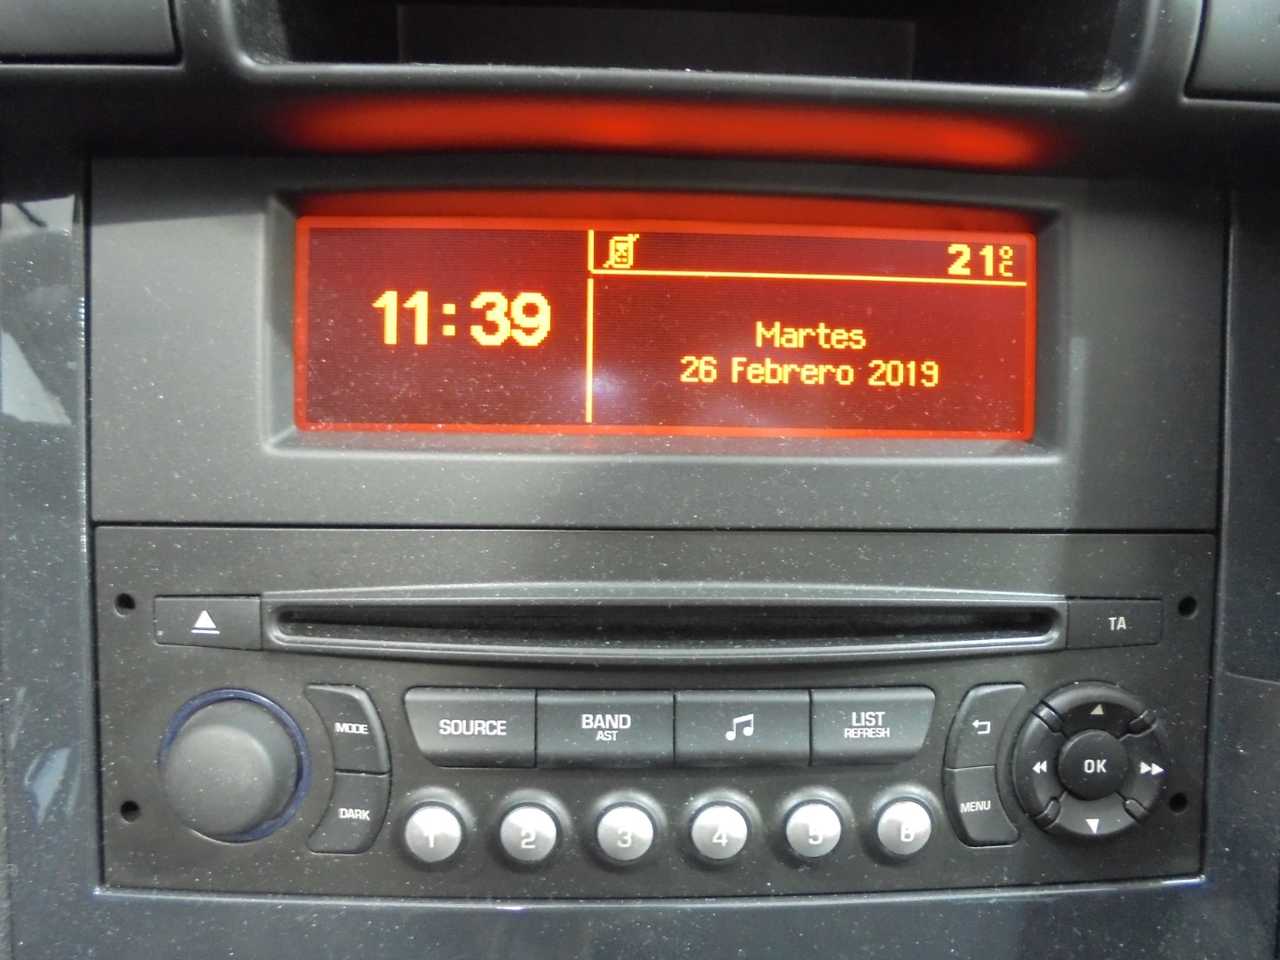 21°C
11:39
Martes
26 Febrero 2019
TA
MODE
SOURCE
BAND
AST
LIST
REFRESH
OK
DARK
MENU
1 2 3 4 5 6